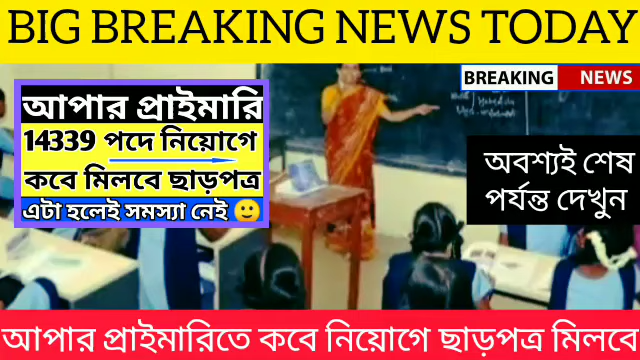 BIG BREAKING NEWS TODAY
BREAKING NEWS
আপার প্রাইমারি
14339 পদে নিয়োগে
কবে মিলবে ছাড়পত্র
এটা হলেই সমস্যা নেই 🙂
অবশ্যই শেষ
পর্যন্ত দেখুন
আপার প্রাইমারিতে কবে নিয়োগে ছাড়পত্র মিলবে